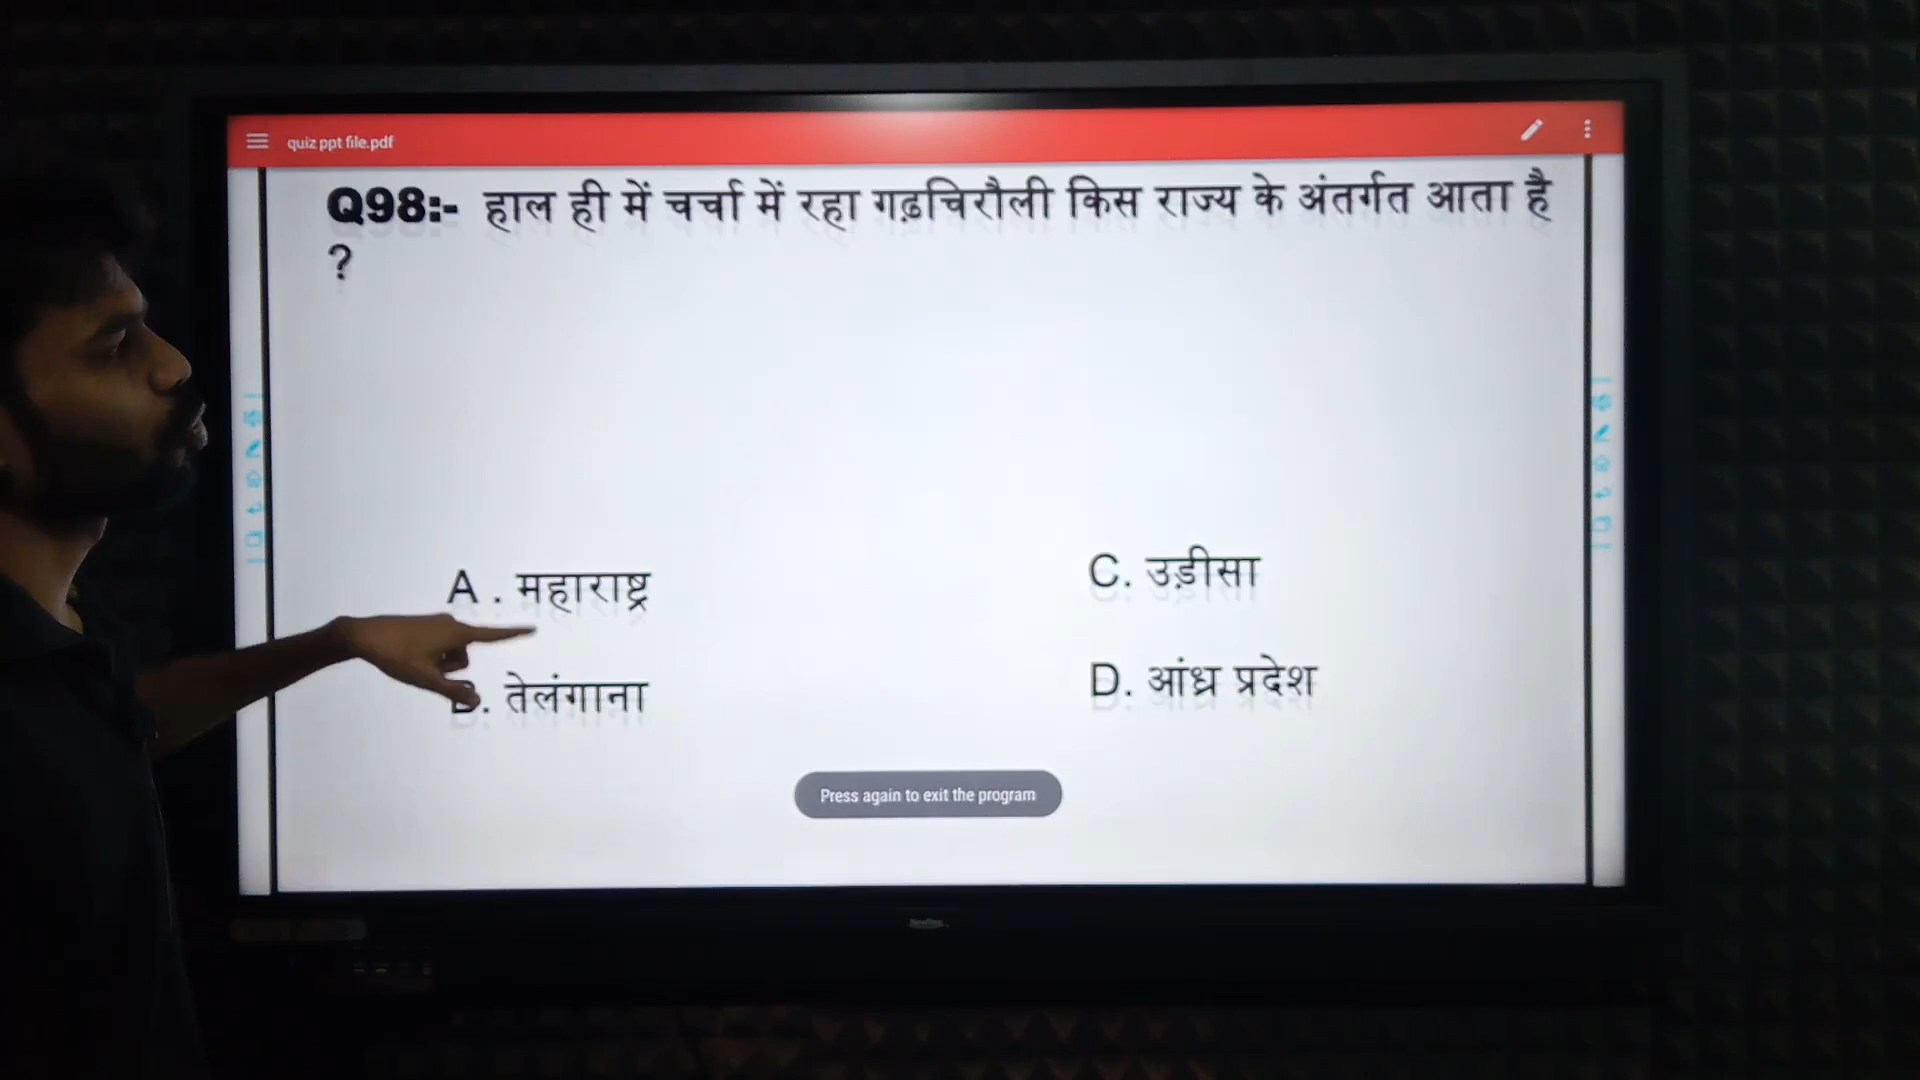 quiz ppt file.pdf
Q98:- हाल ही में चर्चा में रहा गढ़चिरौली किस राज्य के अंतर्गत आता है
?
A . महाराष्ट्र
B. तेलंगाना
C. उड़ीसा
D. आंध्र प्रदेश
Press again to exit the program